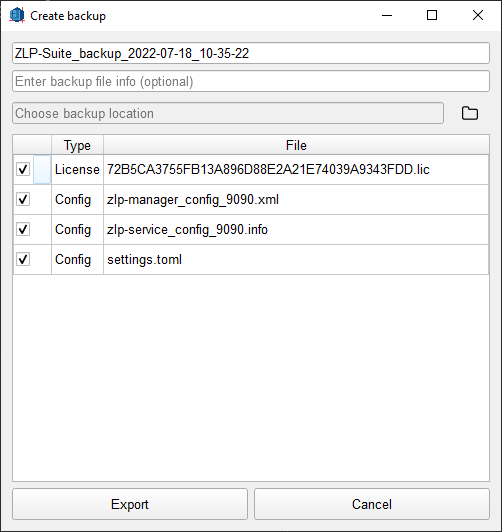 Create backup
ZLP-Suite_backup_2022-07-18_10-35-22
Enter backup file info (optional)
Choose backup location
Type File
License 72B5CA3755FB13A896D88E2A21E74039A9343FDD.lic
Config zlp-manager_config_9090.xml
Config zlp-service_config_9090.info
Config settings.toml
Export Cancel